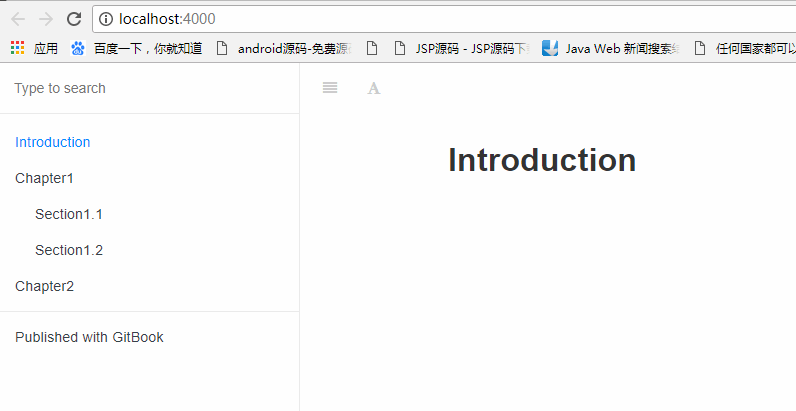 localhost:4000
应用 百度一下，你就知道 android源码-免费源 JSP源码 - JSP源码下 Java Web 新闻搜索 任何国家都可以
Type to search
A
Introduction
Introduction
Chapter1
Section1.1
Section1.2
Chapter2
Published with GitBook